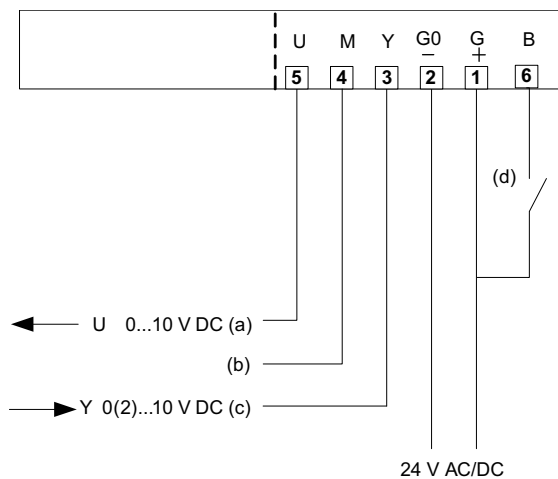 U M Y G0 G B
– +
5 4 3 2 1 6
(d)
U 0...10 V DC (a)
(b)
Y 0(2)...10 V DC (c)
24 V AC/DC